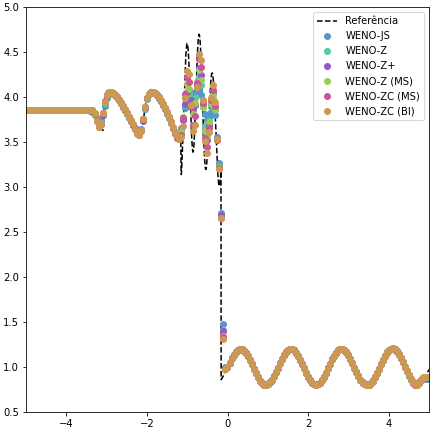 5.0
4.5
4.0
3.5
3.0
2.5
2.0
1.5
1.0
0.5
−4
−2
0
2
4
Referência
WENO-JS
WENO-Z
WENO-Z+
WENO-Z (MS)
WENO-ZC (MS)
WENO-ZC (BI)